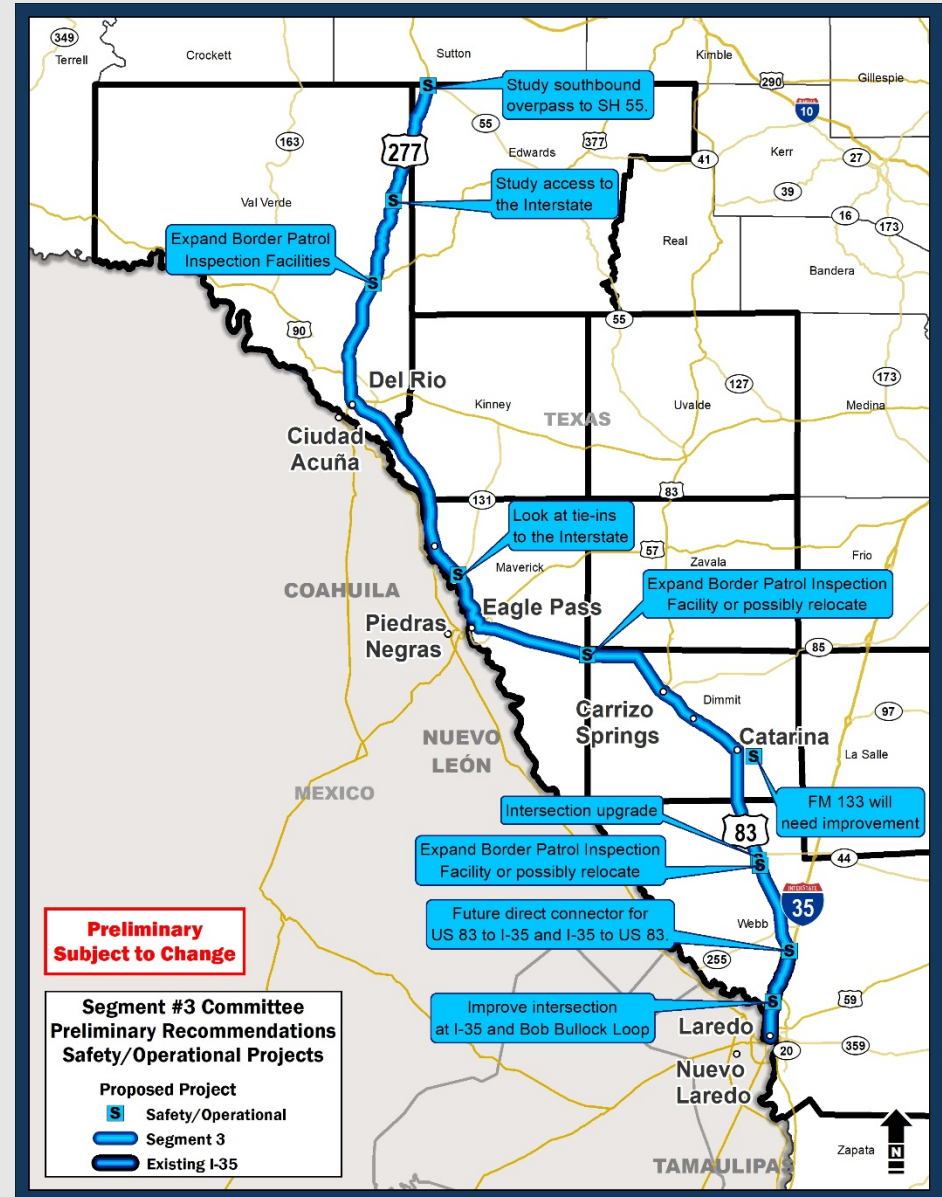 349
Terrell
Crockett
Sutton
Kimble
290
Gillespie
10
Study southbound
overpass to SH 55.
163
277
55
377
Edwards
41
Kerr
27
39
16
173
Val Verde
Study access to
the Interstate
Real
Bandera
Expand Border Patrol
Inspection Facilities
90
55
Del Rio
Kinney
TEXAS
127
Uvalde
173
Medina
Ciudad
Acuña
131
83
Look at tie-ins
to the Interstate
Maverick
57
Zavala
Frio
COAHUILA
Expand Border Patrol Inspection
Facility or possibly relocate
Piedras
Negras
Eagle Pass
85
Dimmit
97
Carrizo
Springs
Catarina
La Salle
NUEVO
LEÓN
MEXICO
Intersection upgrade
83
FM 133 will
need improvement
44
Expand Border Patrol Inspection
Facility or possibly relocate
INTERSTATE
35
Future direct connector for
US 83 to I-35 and I-35 to US 83.
Webb
255
59
Improve intersection
at I-35 and Bob Bullock Loop
Laredo
20
359
Nuevo
Laredo
TAMAULIPAS
Zapata
N
Preliminary
Subject to Change
Segment #3 Committee
Preliminary Recommendations
Safety/Operational Projects
Proposed Project
S Safety/Operational
Segment 3
Existing I-35
S
S
S
S
S
S
S
S
S